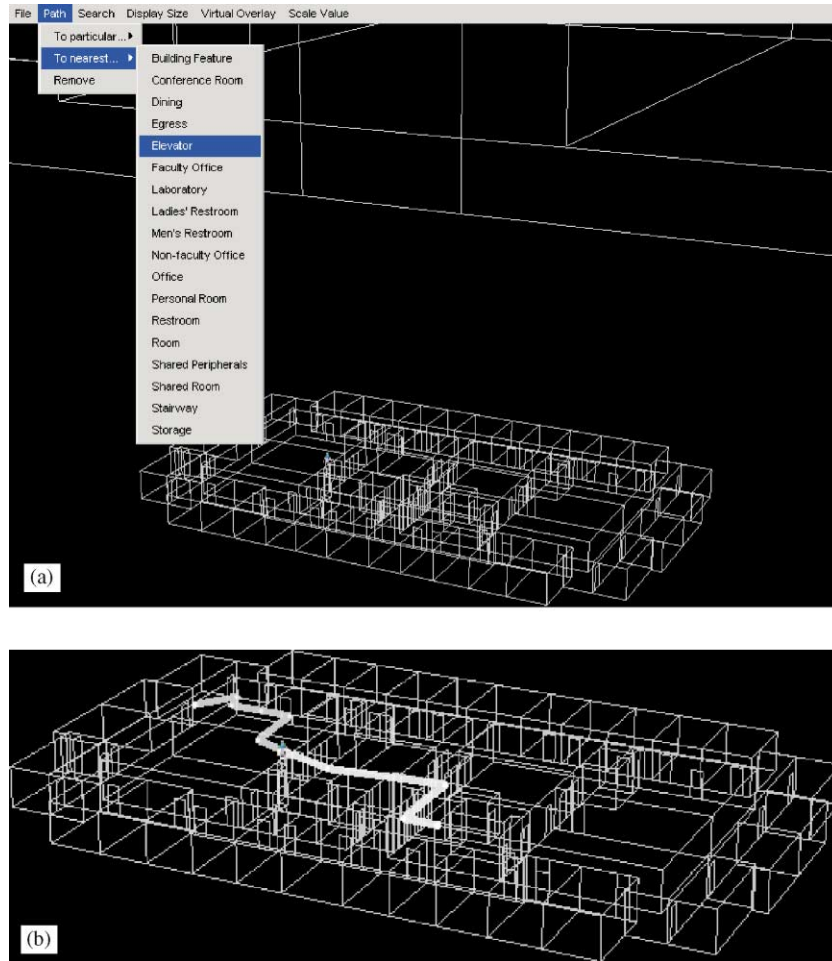 File Path Search Display Size Virtual Overlay Scale Value
To particular...
To nearest...
Remove
Building Feature
Conference Room
Dining
Egress
Elevator
Faculty Office
Laboratory
Ladies' Restroom
Men's Restroom
Non-faculty Office
Office
Personal Room
Restroom
Room
Shared Peripherals
Shared Room
Stairway
Storage
(a)
(b)